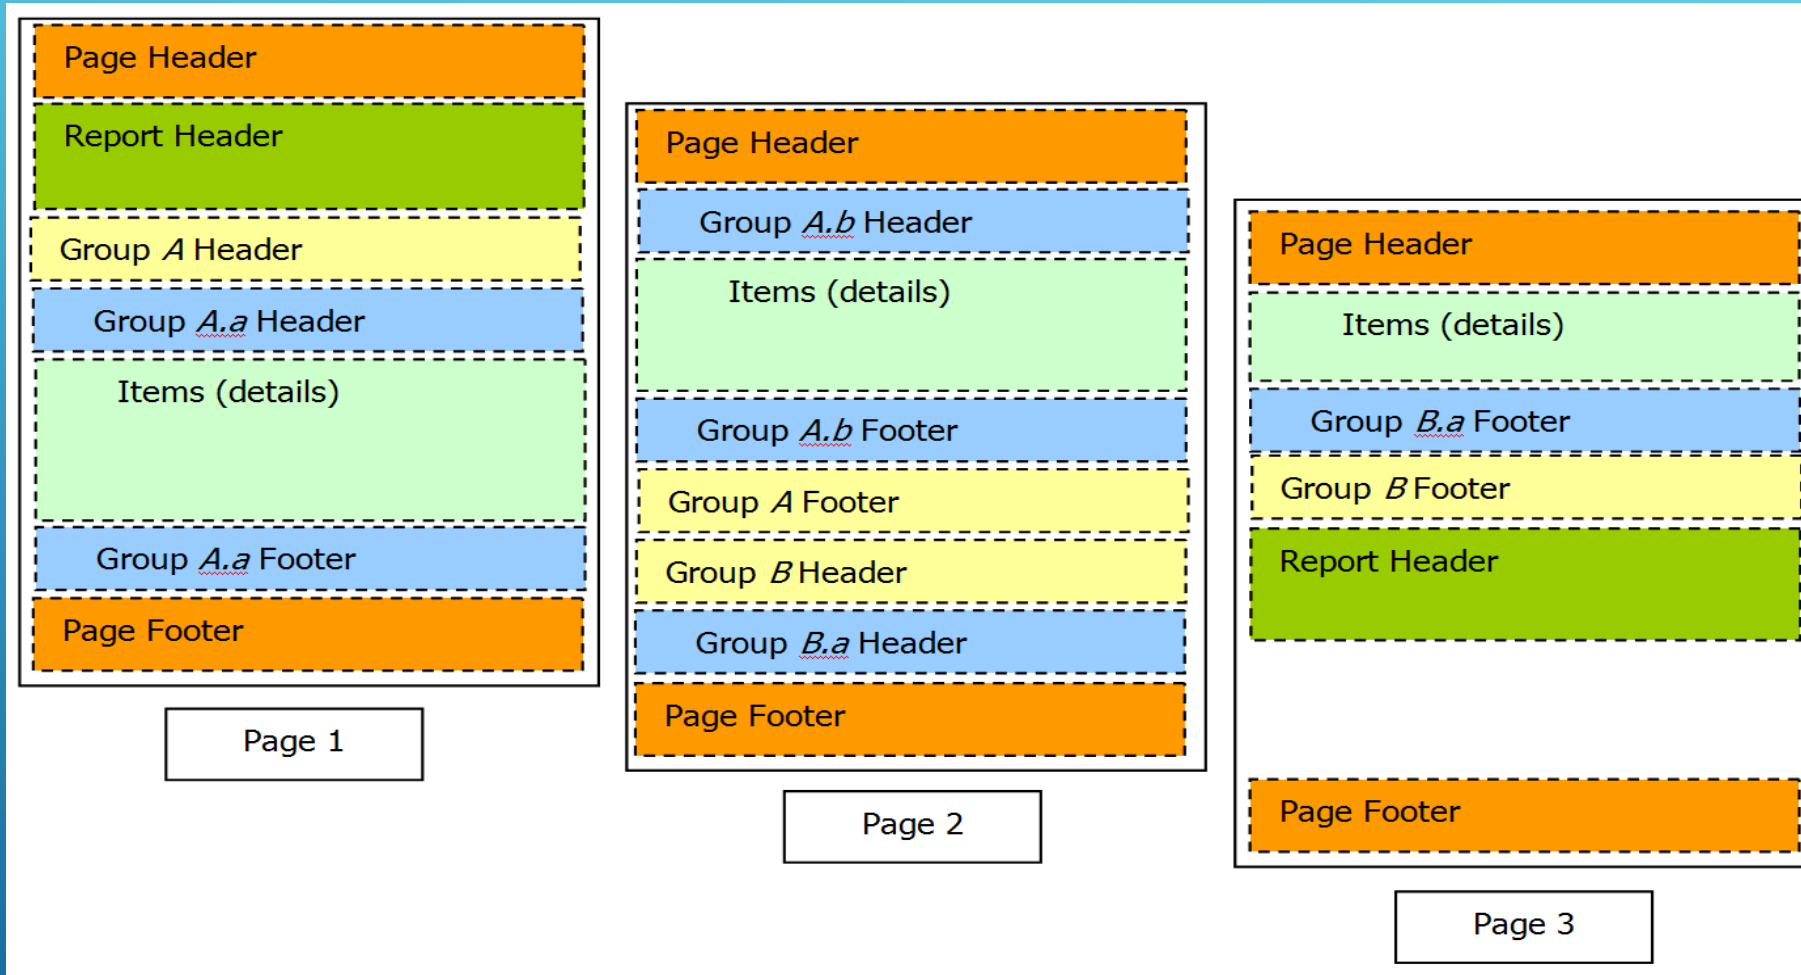 Page Header
Report Header
Group A Header
Group A.a Header
Items (details)
Group A.a Footer
Page Footer
Page 1
Page Header
Group A.b Header
Items (details)
Group A.b Footer
Group A Footer
Group B Header
Group B.a Header
Page Footer
Page 2
Page Header
Items (details)
Group B.a Footer
Group B Footer
Report Header
Page Footer
Page 3